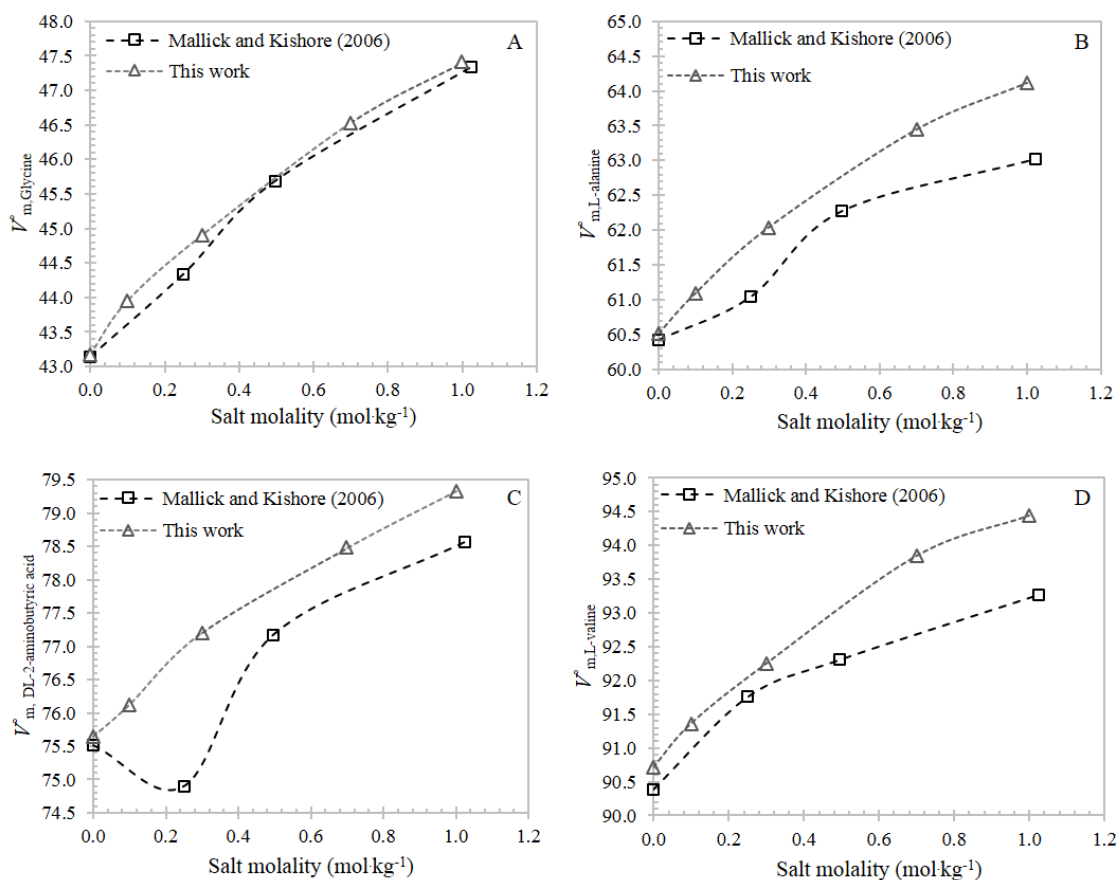 A
Mallick and Kishore (2006)
This work
V°m,Glycine
48.0
47.5
47.0
46.5
46.0
45.5
45.0
44.5
44.0
43.5
43.0
0.0 0.2 0.4 0.6 0.8 1.0 1.2
Salt molality (mol·kg-1)
B
Mallick and Kishore (2006)
This work
V°m,L-alanine
65.0
64.5
64.0
63.5
63.0
62.5
62.0
61.5
61.0
60.5
60.0
0.0 0.2 0.4 0.6 0.8 1.0 1.2
Salt molality (mol·kg-1)
C
Mallick and Kishore (2006)
This work
V°m, DL-2-aminobutyric acid
79.5
79.0
78.5
78.0
77.5
77.0
76.5
76.0
75.5
75.0
74.5
0.0 0.2 0.4 0.6 0.8 1.0 1.2
Salt molality (mol·kg-1)
D
Mallick and Kishore (2006)
This work
V°m,L-valine
95.0
94.5
94.0
93.5
93.0
92.5
92.0
91.5
91.0
90.5
90.0
0.0 0.2 0.4 0.6 0.8 1.0 1.2
Salt molality (mol·kg-1)